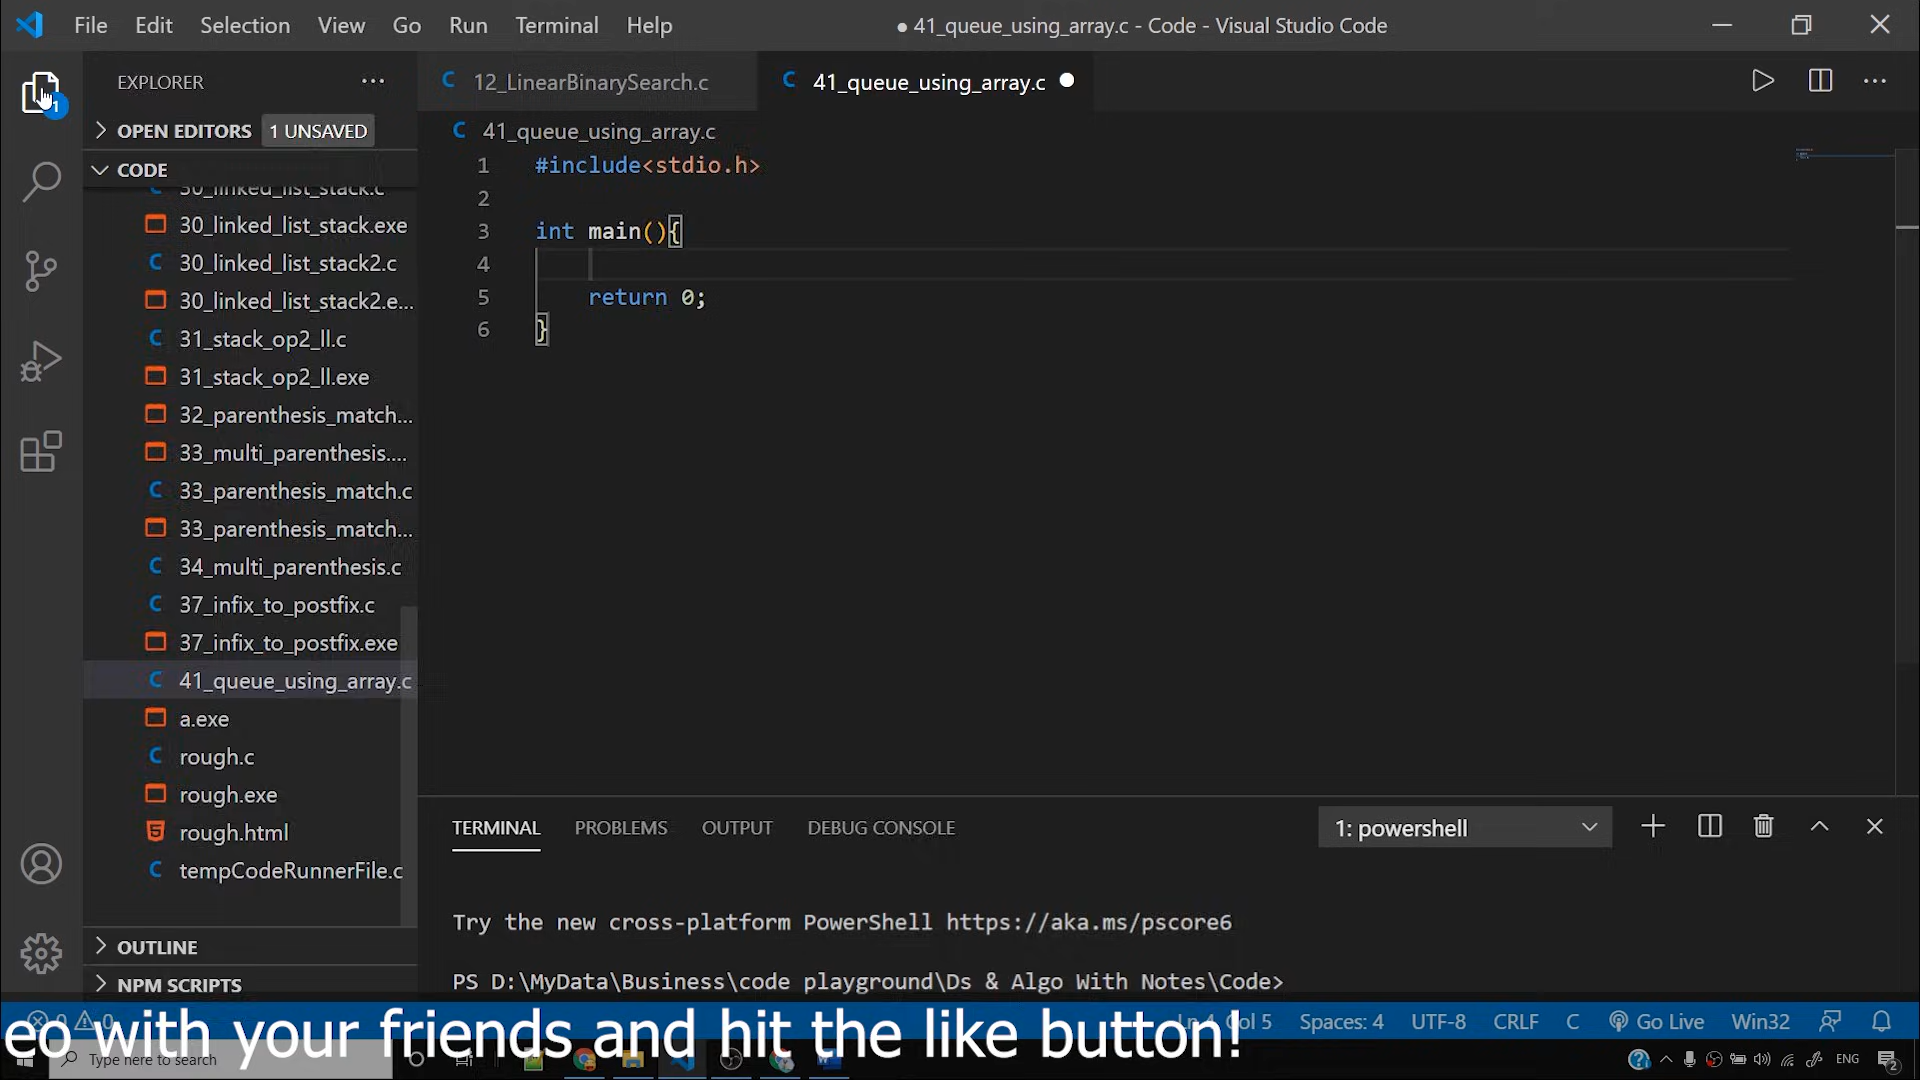 File Edit Selection View Go Run Terminal Help ● 41_queue_using_array.c - Code - Visual Studio Code
EXPLORER
1
OPEN EDITORS 1 UNSAVED
CODE
30_linked_list_stack.c
30_linked_list_stack.exe
30_linked_list_stack2.c
30_linked_list_stack2.e...
31_stack_op2_ll.c
31_stack_op2_ll.exe
32_parenthesis_match...
33_multi_parenthesis....
33_parenthesis_match.c
33_parenthesis_match...
34_multi_parenthesis.c
37_infix_to_postfix.c
37_infix_to_postfix.exe
41_queue_using_array.c
a.exe
rough.c
rough.exe
rough.html
tempCodeRunnerFile.c
OUTLINE
NPM SCRIPTS
C 12_LinearBinarySearch.c C 41_queue_using_array.c
C 41_queue_using_array.c
1 #include<stdio.h>
2
3 int main(){
4
5 return 0;
6 }
TERMINAL PROBLEMS OUTPUT DEBUG CONSOLE 1: powershell
Try the new cross-platform PowerShell https://aka.ms/pscore6
PS D:\MyData\Business\code playground\Ds & Algo With Notes\Code>
0 0 Ln 4, Col 5 Spaces: 4 UTF-8 CRLF C Go Live Win32
eo with your friends and hit the like button!
Type here to search ENG 2